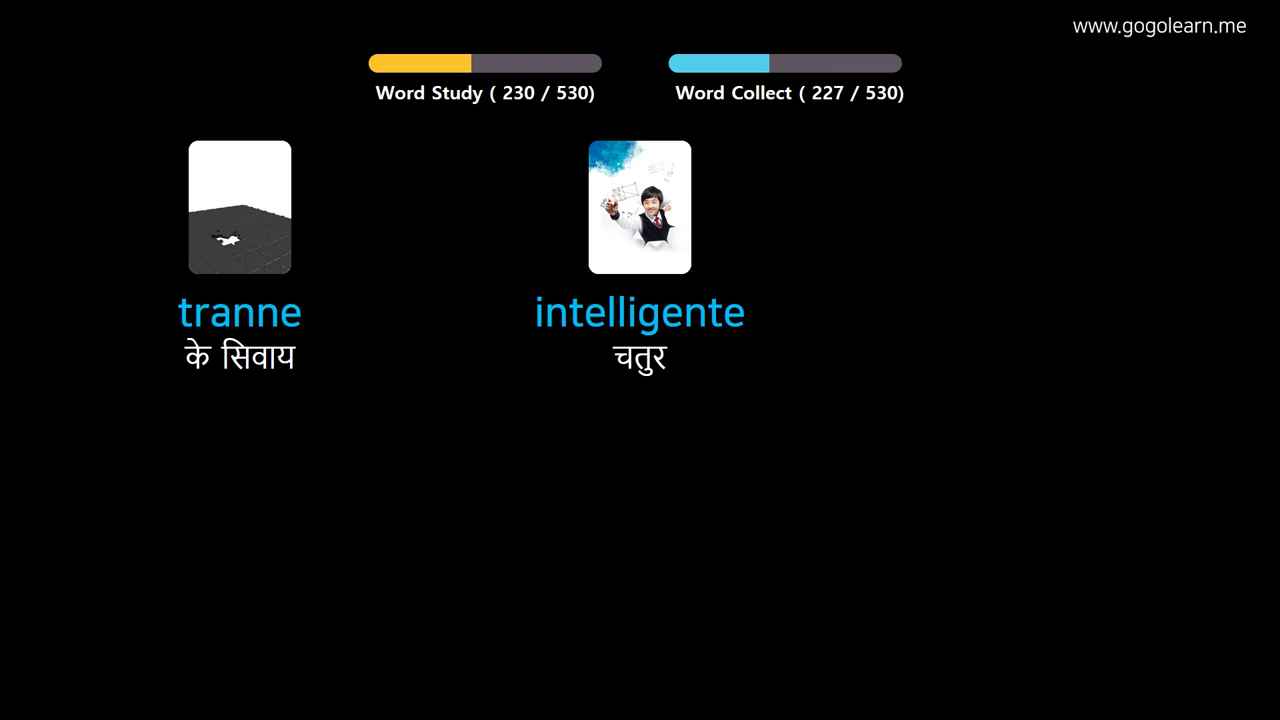 www.gogolearn.me
Word Study ( 230 / 530)
Word Collect ( 227 / 530)
tranne
के सिवाय
intelligente
चतुर